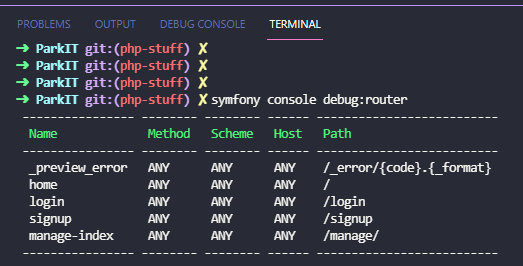 PROBLEMS OUTPUT DEBUG CONSOLE TERMINAL
➜ ParkIT git:(php-stuff) ✗
➜ ParkIT git:(php-stuff) ✗
➜ ParkIT git:(php-stuff) ✗
➜ ParkIT git:(php-stuff) ✗ symfony console debug:router
---------------- -------- -------- ------ --------------------------
Name Method Scheme Host Path
---------------- -------- -------- ------ --------------------------
_preview_error ANY ANY ANY /_error/{code}.{_format}
home ANY ANY ANY /
login ANY ANY ANY /login
signup ANY ANY ANY /signup
manage-index ANY ANY ANY /manage/
---------------- -------- -------- ------ --------------------------